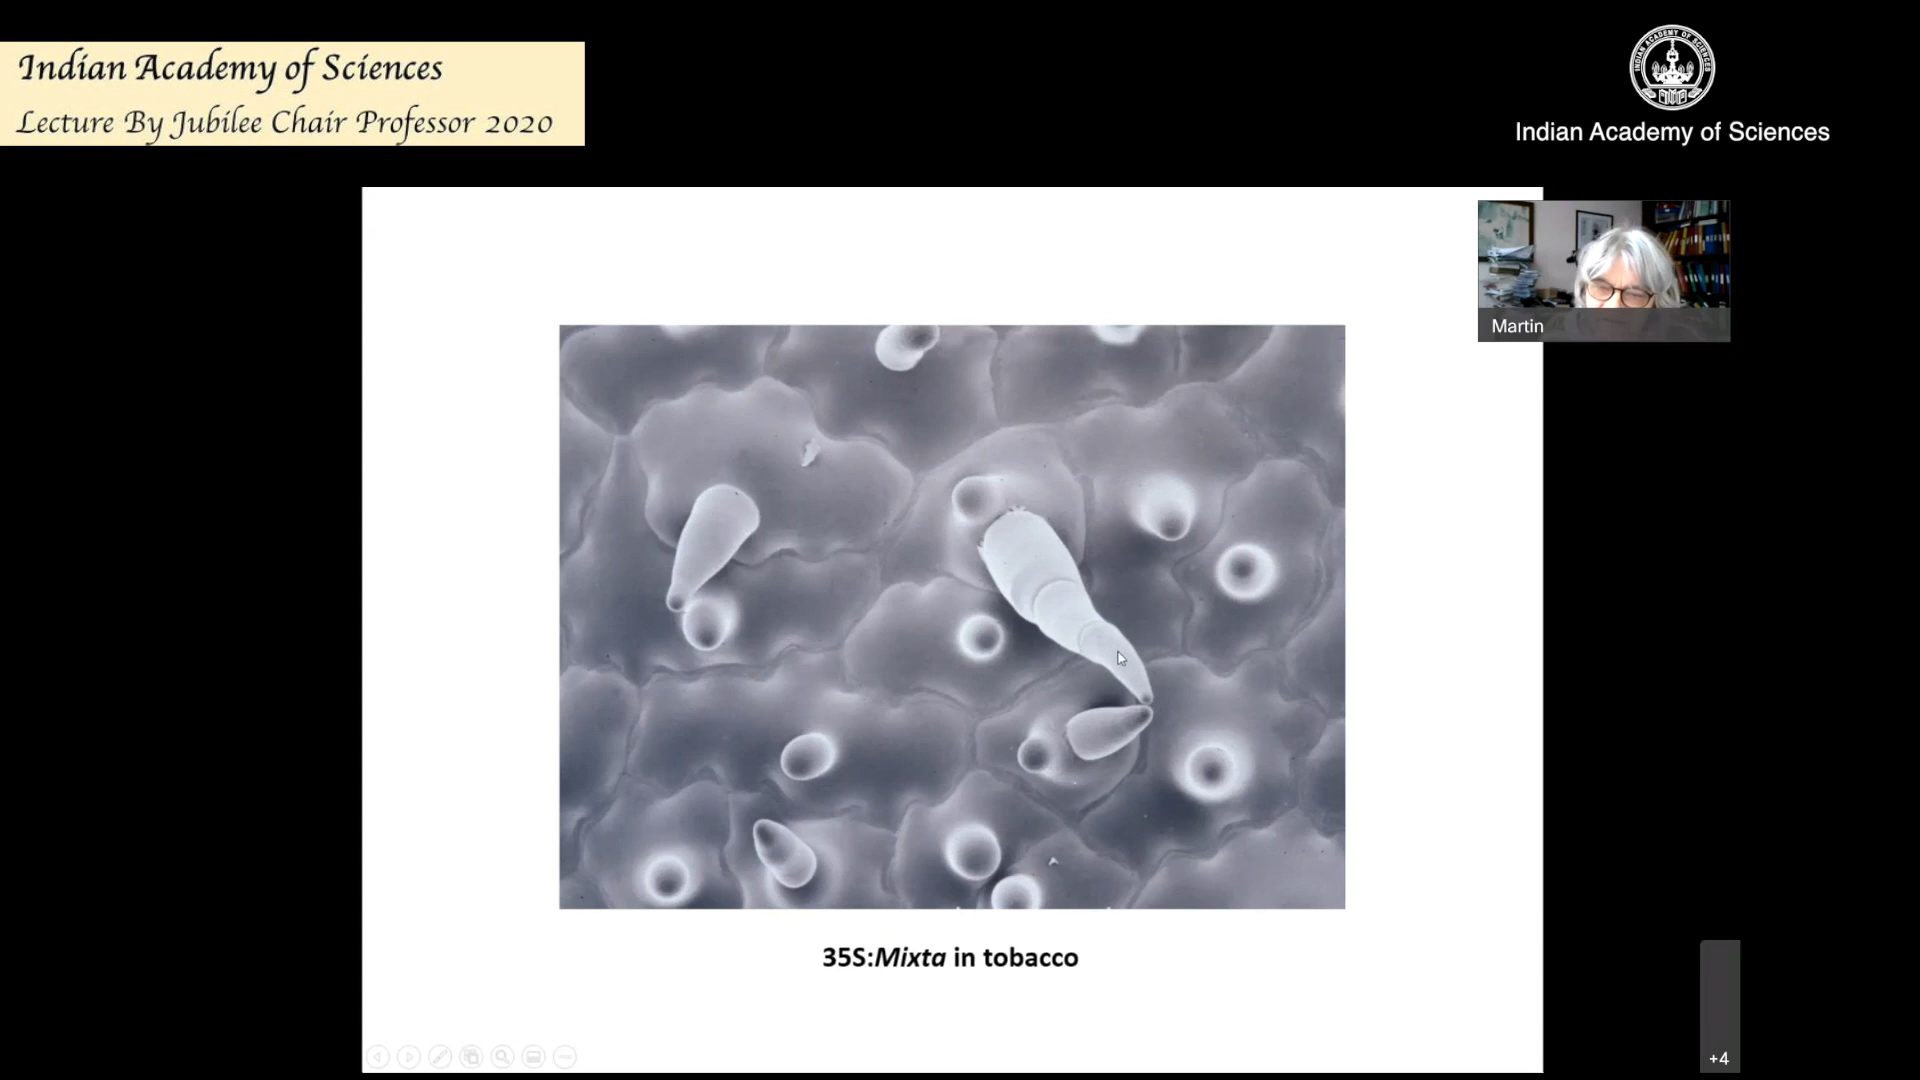 Indian Academy of Sciences
Lecture By Jubilee Chair Professor 2020
Indian Academy of Sciences
Martin
35S:Mixta in tobacco
+4